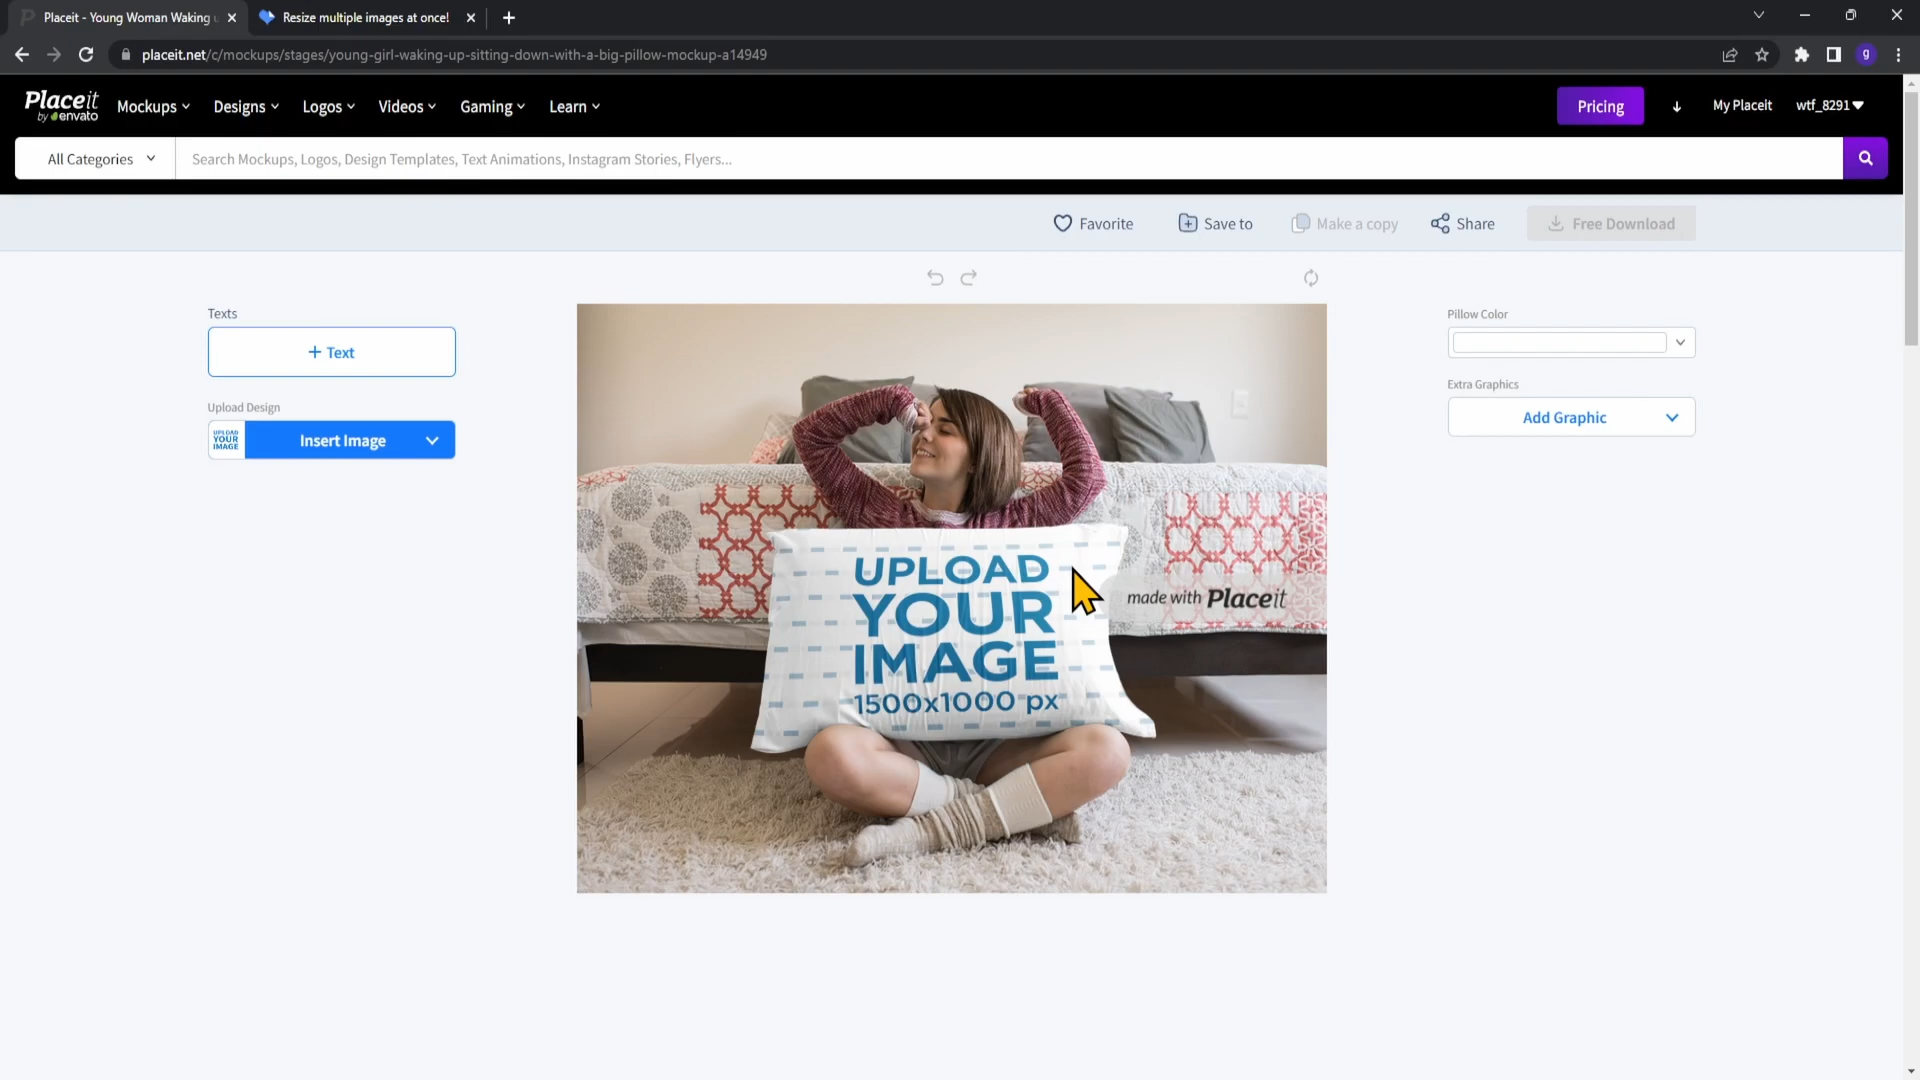 Placeit - Young Woman Waking
Resize multiple images at once!
placeit.net/c/mockups/stages/young-girl-waking-up-sitting-down-with-a-big-pillow-mockup-a14949
g
Placeit
by envato
Mockups
Designs
Logos
Videos
Gaming
Learn
Pricing
My Placeit
wtf_8291
All Categories
Search Mockups, Logos, Design Templates, Text Animations, Instagram Stories, Flyers...
Favorite
Save to
Make a copy
Share
Free Download
Texts
+ Text
Upload Design
UPLOAD
YOUR
IMAGE
Insert Image
Pillow Color
Extra Graphics
Add Graphic
UPLOAD
YOUR
IMAGE
1500x1000 px
made with Placeit